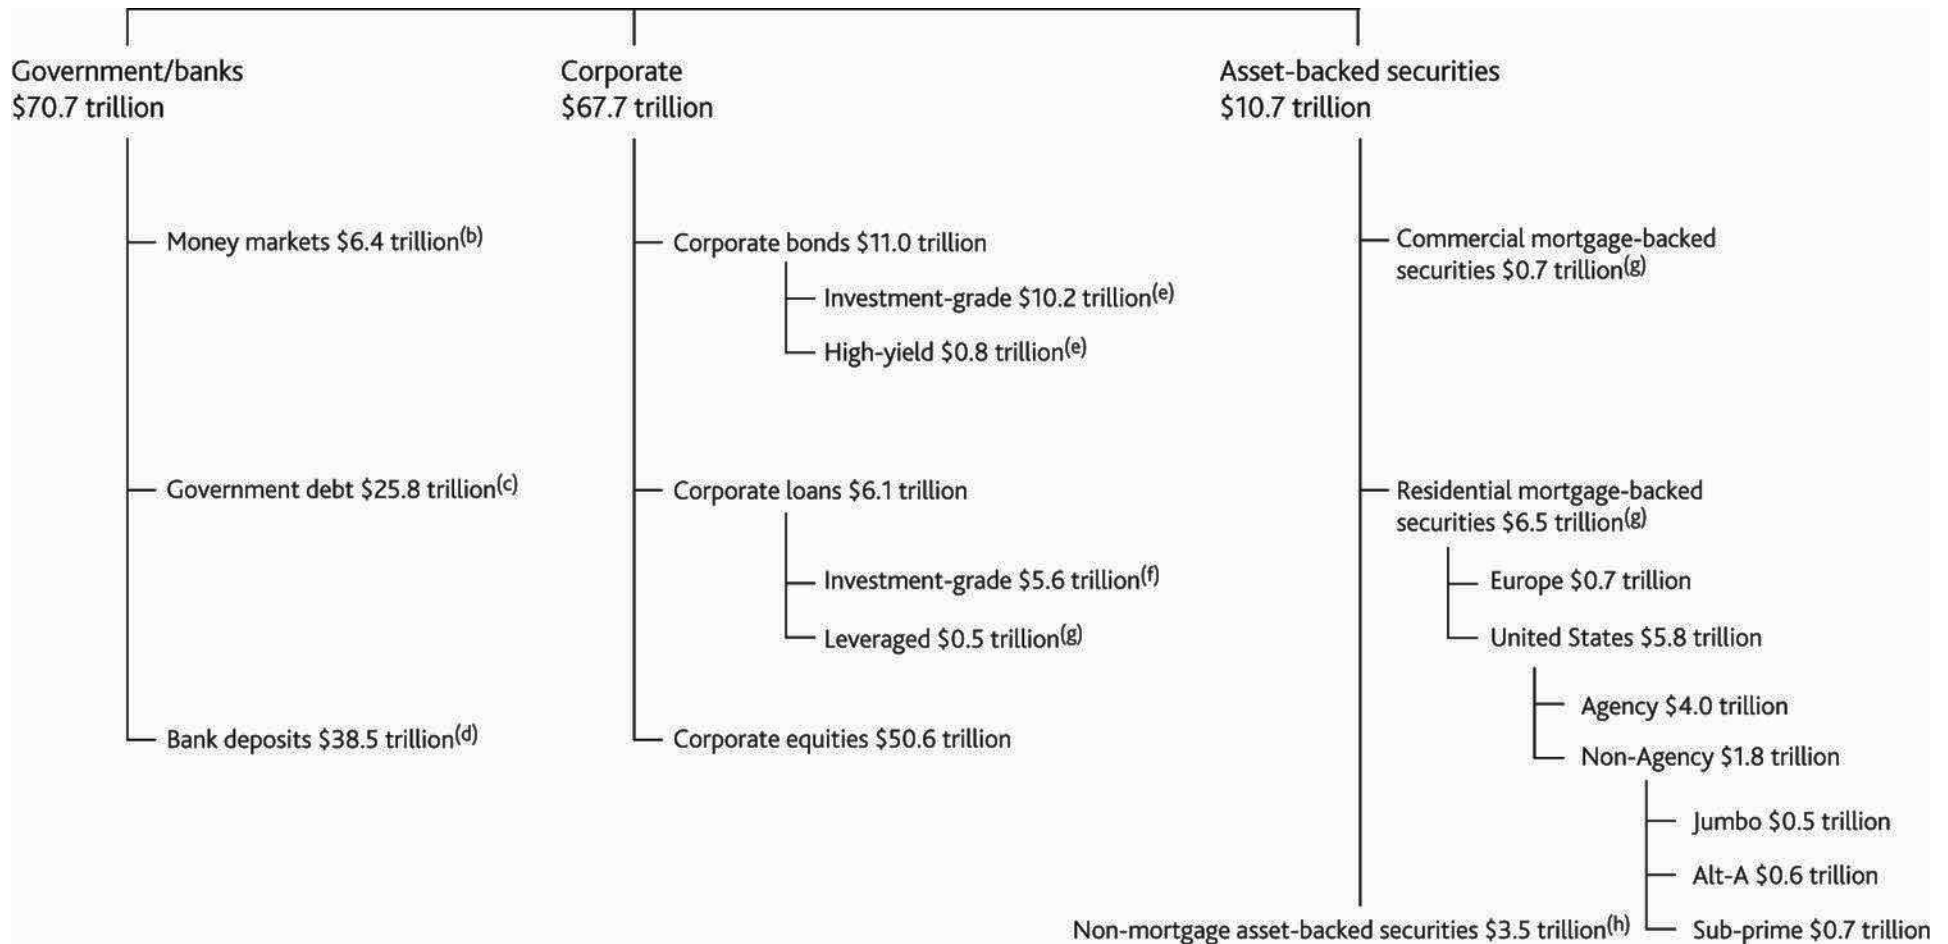 Government/banks
$70.7 trillion
Money markets $6.4 trillion(b)
Government debt $25.8 trillion(c)
Bank deposits $38.5 trillion(d)
Corporate
$67.7 trillion
Corporate bonds $11.0 trillion
Investment-grade $10.2 trillion(e)
High-yield $0.8 trillion(e)
Corporate loans $6.1 trillion
Investment-grade $5.6 trillion(f)
Leveraged $0.5 trillion(g)
Corporate equities $50.6 trillion
Asset-backed securities
$10.7 trillion
Commercial mortgage-backed
securities $0.7 trillion(g)
Residential mortgage-backed
securities $6.5 trillion(g)
Europe $0.7 trillion
United States $5.8 trillion
Agency $4.0 trillion
Non-Agency $1.8 trillion
Jumbo $0.5 trillion
Alt-A $0.6 trillion
Sub-prime $0.7 trillion
Non-mortgage asset-backed securities $3.5 trillion(h)